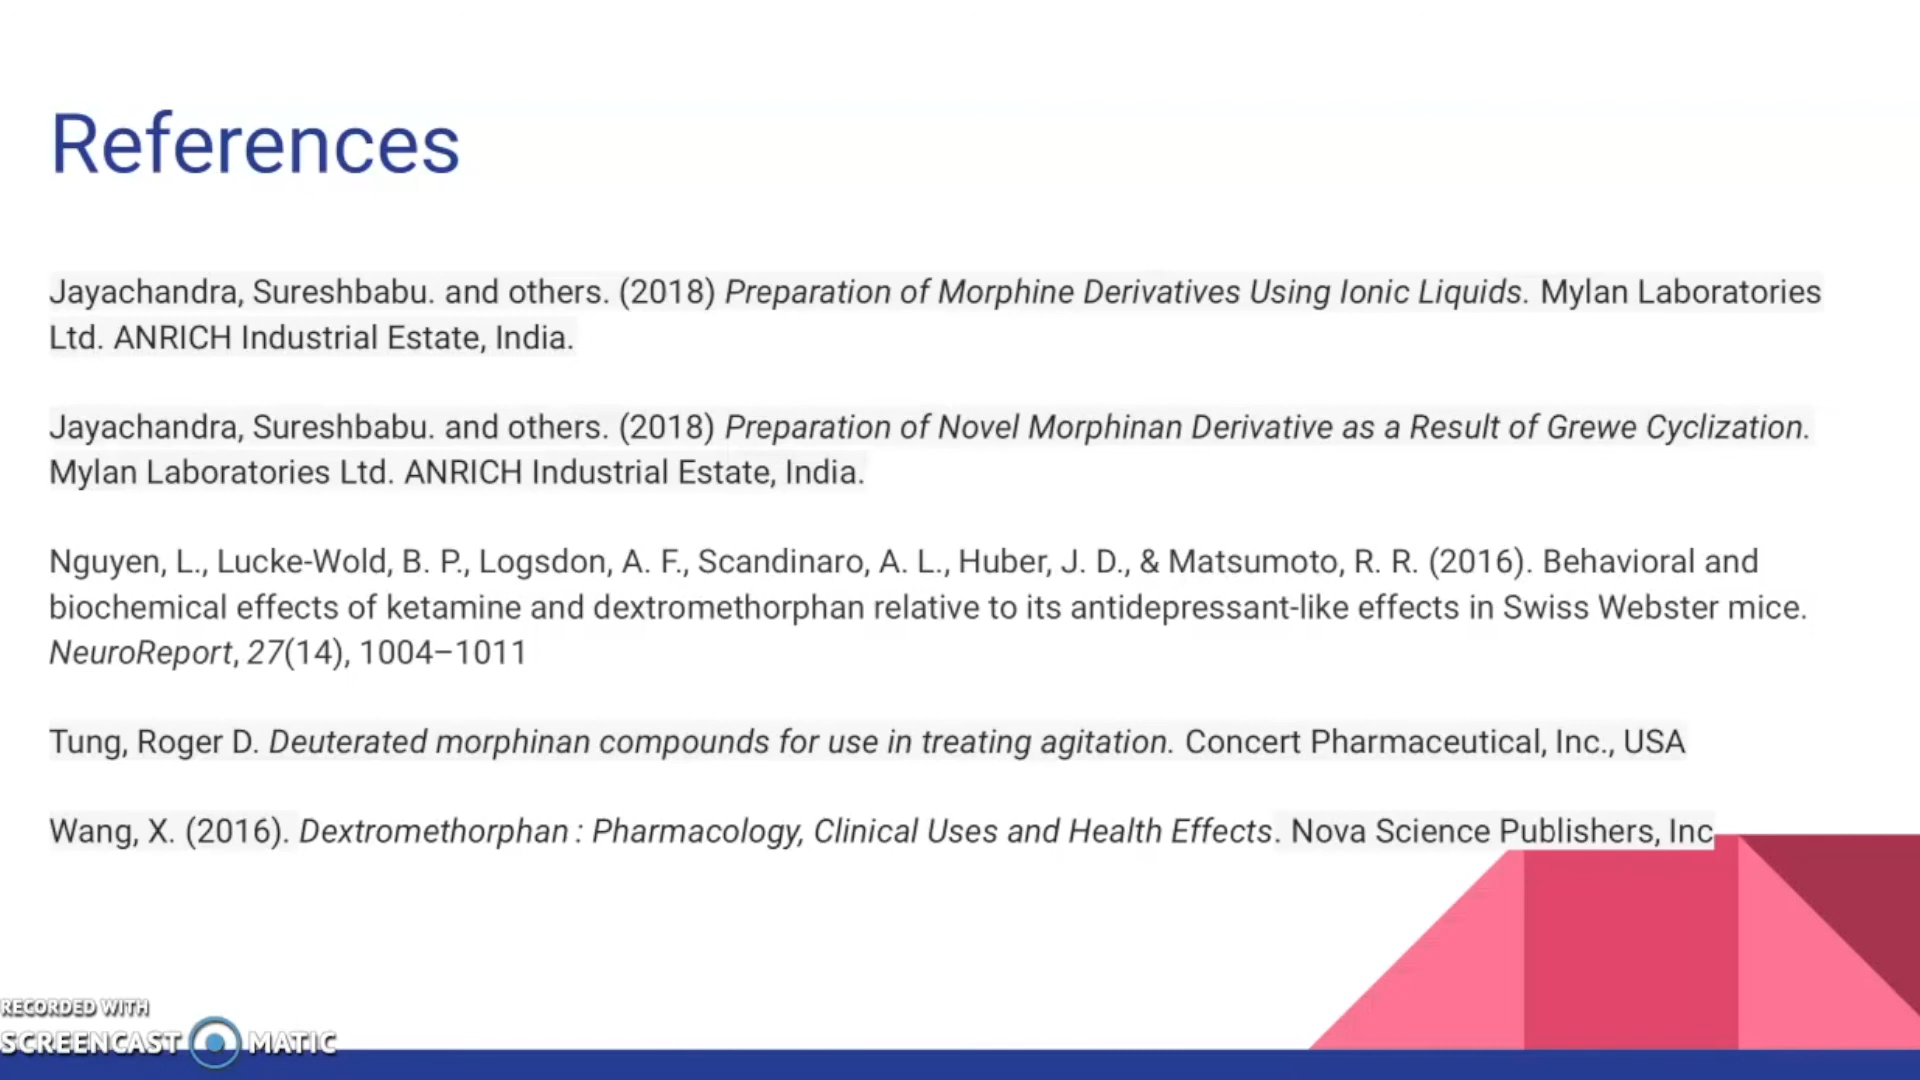 References
Jayachandra, Sureshbabu. and others. (2018) Preparation of Morphine Derivatives Using Ionic Liquids. Mylan Laboratories
Ltd. ANRICH Industrial Estate, India.
Jayachandra, Sureshbabu. and others. (2018) Preparation of Novel Morphinan Derivative as a Result of Grewe Cyclization.
Mylan Laboratories Ltd. ANRICH Industrial Estate, India.
Nguyen, L., Lucke-Wold, B. P., Logsdon, A. F., Scandinaro, A. L., Huber, J. D., & Matsumoto, R. R. (2016). Behavioral and
biochemical effects of ketamine and dextromethorphan relative to its antidepressant-like effects in Swiss Webster mice.
NeuroReport, 27(14), 1004–1011
Tung, Roger D. Deuterated morphinan compounds for use in treating agitation. Concert Pharmaceutical, Inc., USA
Wang, X. (2016). Dextromethorphan : Pharmacology, Clinical Uses and Health Effects. Nova Science Publishers, Inc
RECORDED WITH
SCREENCAST MATIC